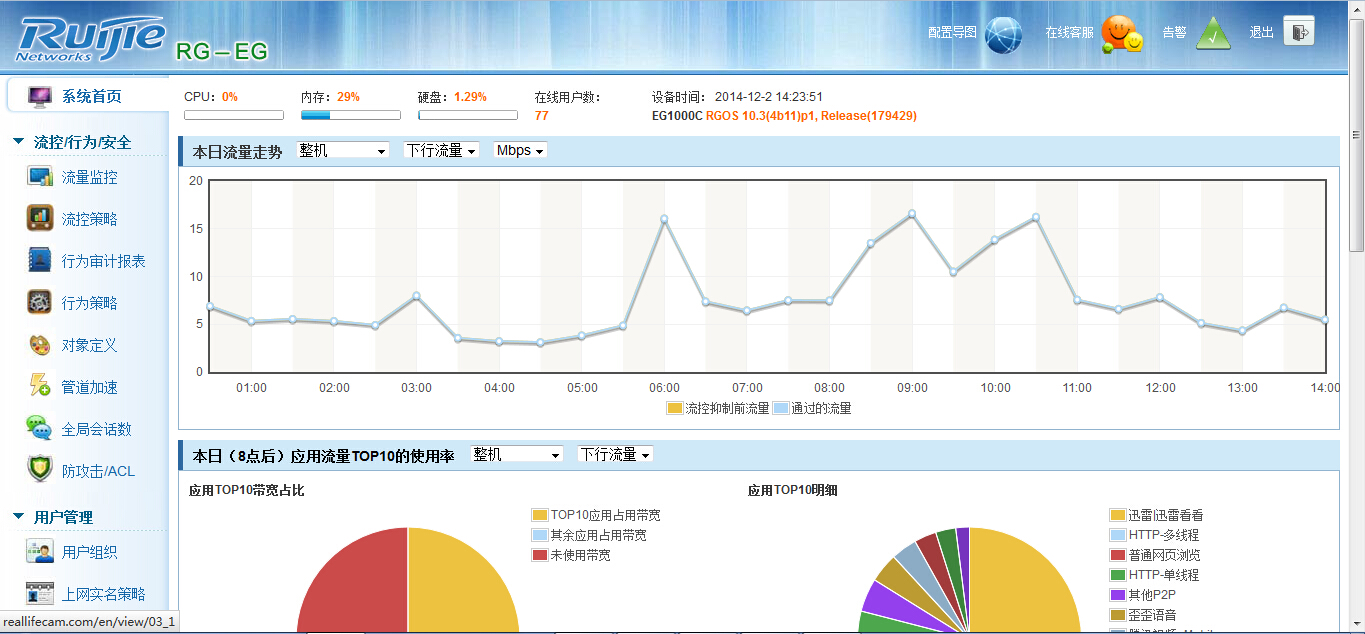 RUIJIE
Networks
RG-EG
配置导图 在线客服 告警 退出
系统首页
CPU: 0% 内存: 29% 硬盘: 1.29% 在线用户数: 设备时间: 2014-12-2 14:23:51
77 EG1000C RGOS 10.3(4b11)p1, Release(179429)
流控/行为/安全
流量监控
流控策略
行为审计报表
行为策略
对象定义
管道加速
全局会话数
防攻击/ACL
用户管理
用户组织
上网实名策略
reallifecam.com/en/view/03_1
本日流量走势 整机 下行流量 Mbps
20
15
10
5
0
01:00 02:00 03:00 04:00 05:00 06:00 07:00 08:00 09:00 10:00 11:00 12:00 13:00 14:00
流控抑制前流量 通过的流量
本日（8点后）应用流量TOP10的使用率 整机 下行流量
应用TOP10带宽占比
TOP10应用占用带宽
其余应用占用带宽
未使用带宽
应用TOP10明细
迅雷|迅雷看看
HTTP-多线程
普通网页浏览
HTTP-单线程
其他P2P
歪歪语音